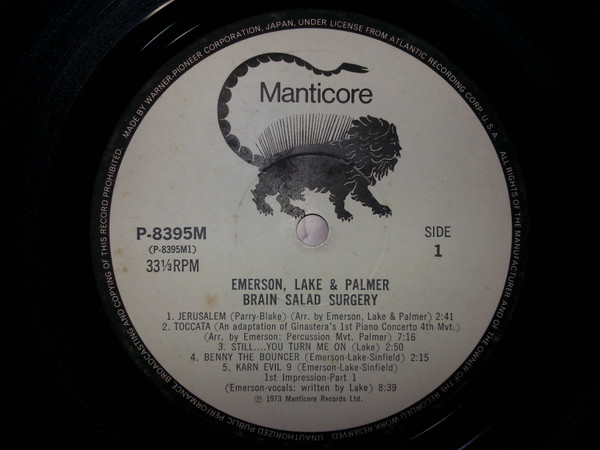 MADE BY WARNER-PIONEER CORPORATION, JAPAN, UNDER LICENSE FROM ATLANTIC RECORDING CORP. U.S.A. ALL RIGHTS OF THE MANUFACTURER AND OF THE OWNER OF THE RECORDED WORK RESERVED. UNAUTHORIZED PUBLIC PERFORMANCE BROADCASTING AND COPYING OF THIS RECORD PROHIBITED.
Manticore
P-8395M
(P-8395M1)
33⅓RPM
SIDE
1
EMERSON, LAKE & PALMER
BRAIN SALAD SURGERY
1. JERUSALEM (Parry-Blake) (Arr. by Emerson, Lake & Palmer) 2:41
2. TOCCATA (An adaptation of Ginastera's 1st Piano Concerto 4th Mvt.)
(Arr. by Emerson: Percussion Mvt. Palmer) 7:16
3. STILL....YOU TURN ME ON (Lake) 2:50
4. BENNY THE BOUNCER (Emerson-Lake-Sinfield) 2:15
5. KARN EVIL 9 (Emerson-Lake-Sinfield)
1st Impression-Part 1
(Emerson-vocals: written by Lake) 8:39
℗ 1973 Manticore Records Ltd.